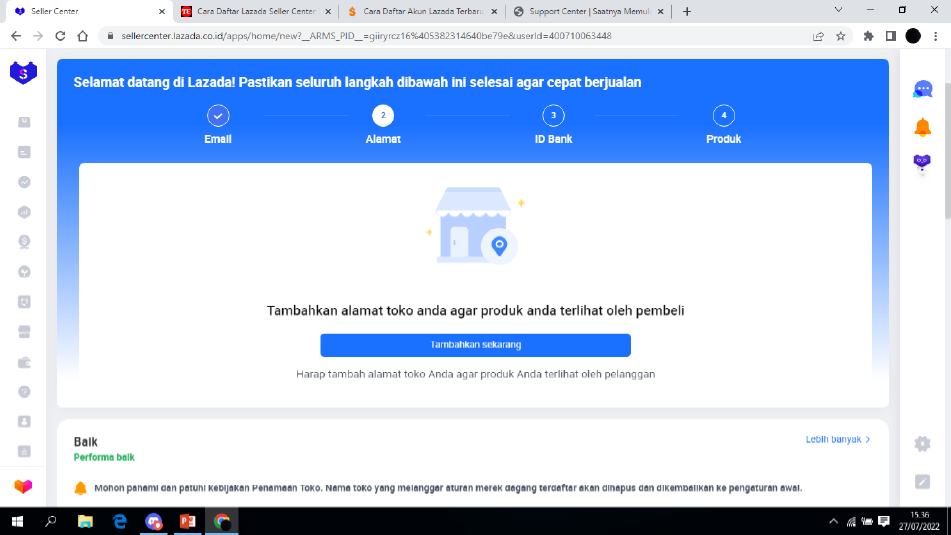 Seller Center
Cara Daftar Lazada Seller Center
Cara Daftar Akun Lazada Terbaru
Support Center | Saatnya Memula
sellercenter.lazada.co.id/apps/home/new?__ARMS_PID__=giiryrcz16%405382314640be79e&userId=400710063448
Selamat datang di Lazada! Pastikan seluruh langkah dibawah ini selesai agar cepat berjualan
2 3 4
Email Alamat ID Bank Produk
Tambahkan alamat toko anda agar produk anda terlihat oleh pembeli
Tambahkan sekarang
Harap tambah alamat toko Anda agar produk Anda terlihat oleh pelanggan
Baik
Lebih banyak >
Performa baik
Mohon pahami dan patuhi Kebijakan Penamaan Toko. Nama toko yang melanggar aturan merek dagang terdaftar akan dihapus dan dikembalikan ke pengaturan awal.
15.36
27/07/2022